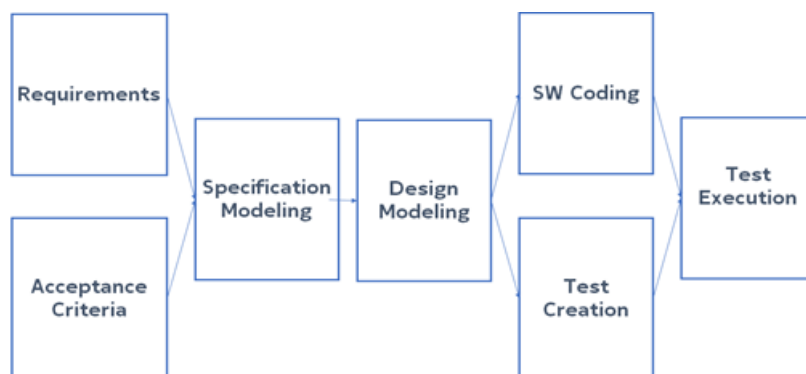 Requirements
Acceptance
Criteria
Specification
Modeling
Design
Modeling
SW Coding
Test
Creation
Test
Execution